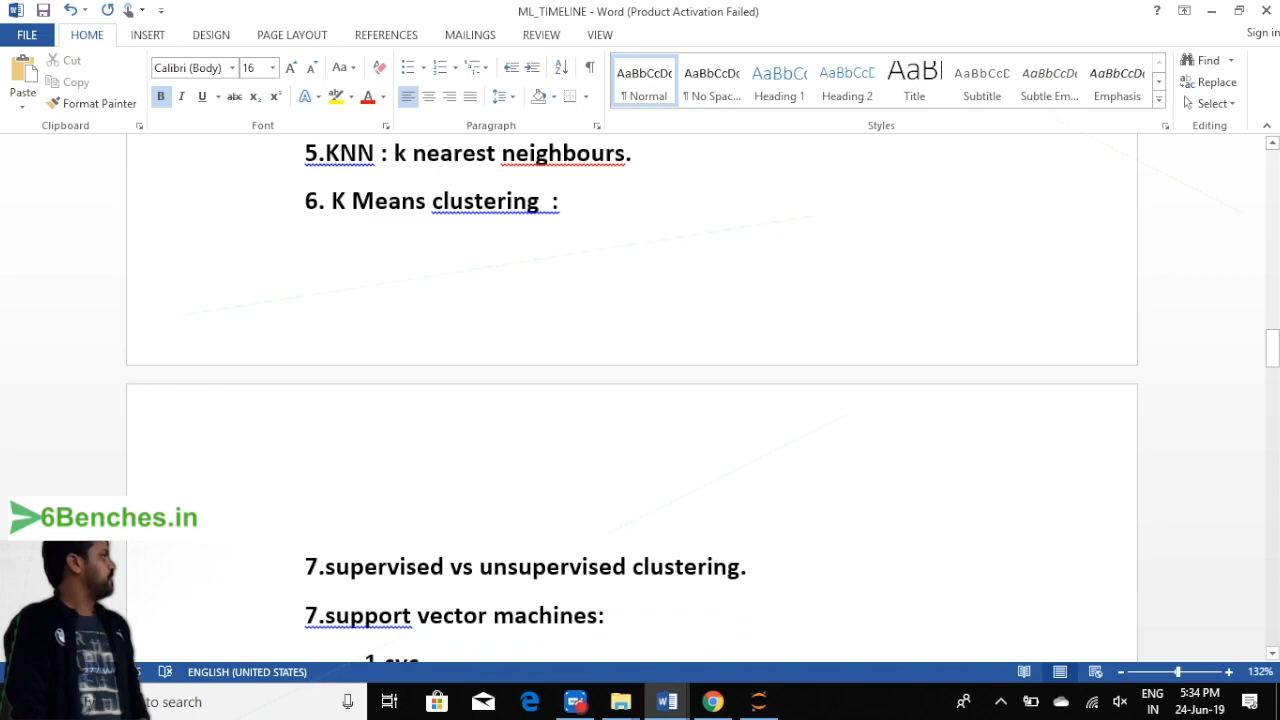 ML_TIMELINE - Word (Product Activation Failed)
Sign in
FILE HOME INSERT DESIGN PAGE LAYOUT REFERENCES MAILINGS REVIEW VIEW
Paste
Cut
Copy
Format Painter
Clipboard
Calibri (Body) 16
Font
Paragraph
AaBbCcDc AaBbCcDc AaBbCc AaBbCcD AaBl AaBbCcD AaBbCcDc AaBbCcDc
¶ Normal ¶ No Spac... Heading 1 Heading 2 Title Subtitle Subtle Em... Emphasis
Styles
Find
Replace
Select
Editing
5.KNN : k nearest neighbours.
6. K Means clustering :
6Benches.in
7.supervised vs unsupervised clustering.
7.support vector machines:
1.svc
ENGLISH (UNITED STATES)
132%
to search
ENG
IN
5:34 PM
24-Jun-19